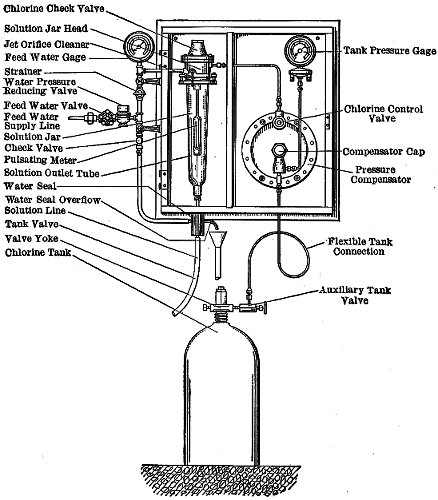 Chlorine Check Valve
Solution Jar Head
Jet Orifice Cleaner
Feed Water Gage
Strainer
Water Pressure
Reducing Valve
Feed Water Valve
Feed Water
Supply Line
Solution Jar
Check Valve
Pulsating Meter
Solution Outlet Tube
Water Seal
Water Seal Overflow
Solution Line
Tank Valve
Valve Yoke
Chlorine Tank
Tank Pressure Gage
Chlorine Control
Valve
Compensator Cap
Pressure
Compensator
Flexible Tank
Connection
Auxiliary Tank
Valve